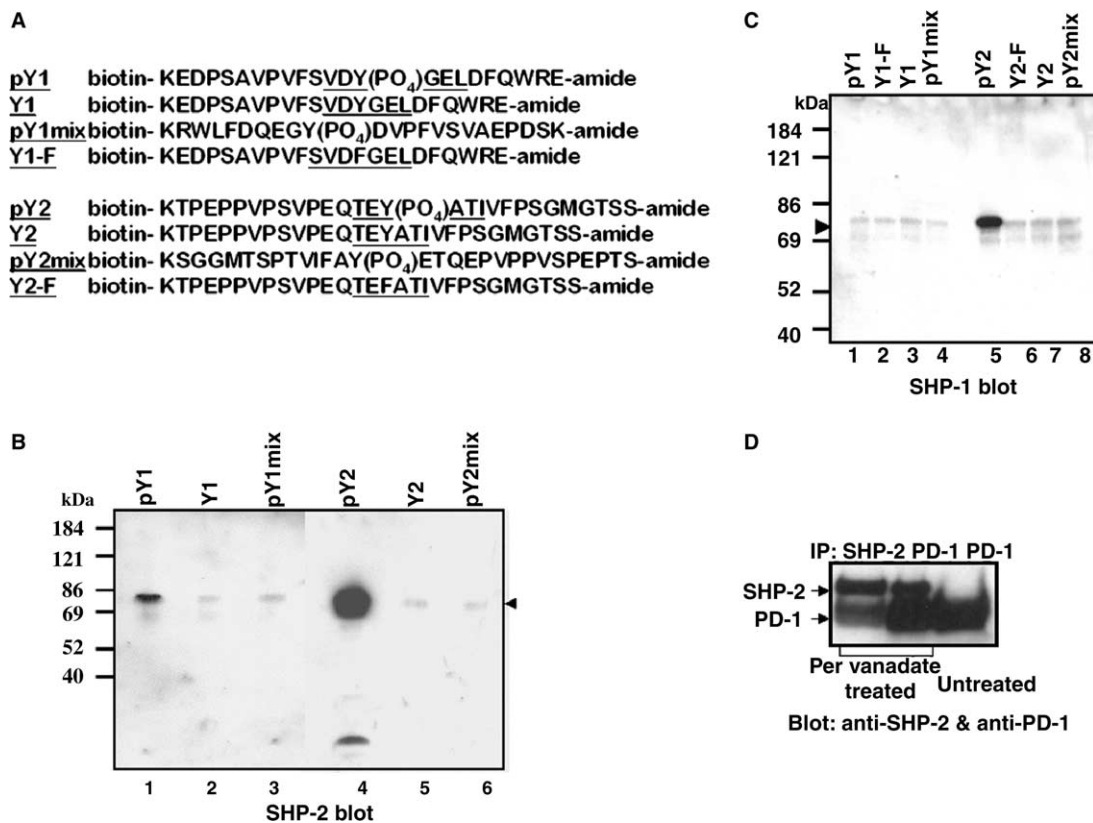 A
pY1 biotin- KEDPSAVPVFSVDY(PO4)GELDFQWRE-amide
Y1 biotin- KEDPSAVPVFSVDYGELDFQWRE-amide
pY1mix biotin- KRWLFDQEGY(PO4)DVPFVSVAEPDSK-amide
Y1-F biotin- KEDPSAVPVFSVDFGELDFQWRE-amide
pY2 biotin- KTPEPPVPSVPEQTEY(PO4)ATIVFPSGMGTSS-amide
Y2 biotin- KTPEPPVPSVPEQTEYATIVFPSGMGTSS-amide
pY2mix biotin- KSGGMTSPTVIFAY(PO4)ETQEPVPPVSPEPTS-amide
Y2-F biotin- KTPEPPVPSVPEQTEFATIVFPSGMGTSS-amide
B
pY1 Y1 pY1mix pY2 Y2 pY2mix
kDa
184
121
86
69
52
40
1 2 3 4 5 6
SHP-2 blot
C
pY1 Y1-F Y1 pY1mix pY2 Y2-F Y2 pY2mix
kDa
184
121
86
69
52
40
1 2 3 4 5 6 7 8
SHP-1 blot
D
IP: SHP-2 PD-1 PD-1
SHP-2
PD-1
Per vanadate
treated
Untreated
Blot: anti-SHP-2 & anti-PD-1